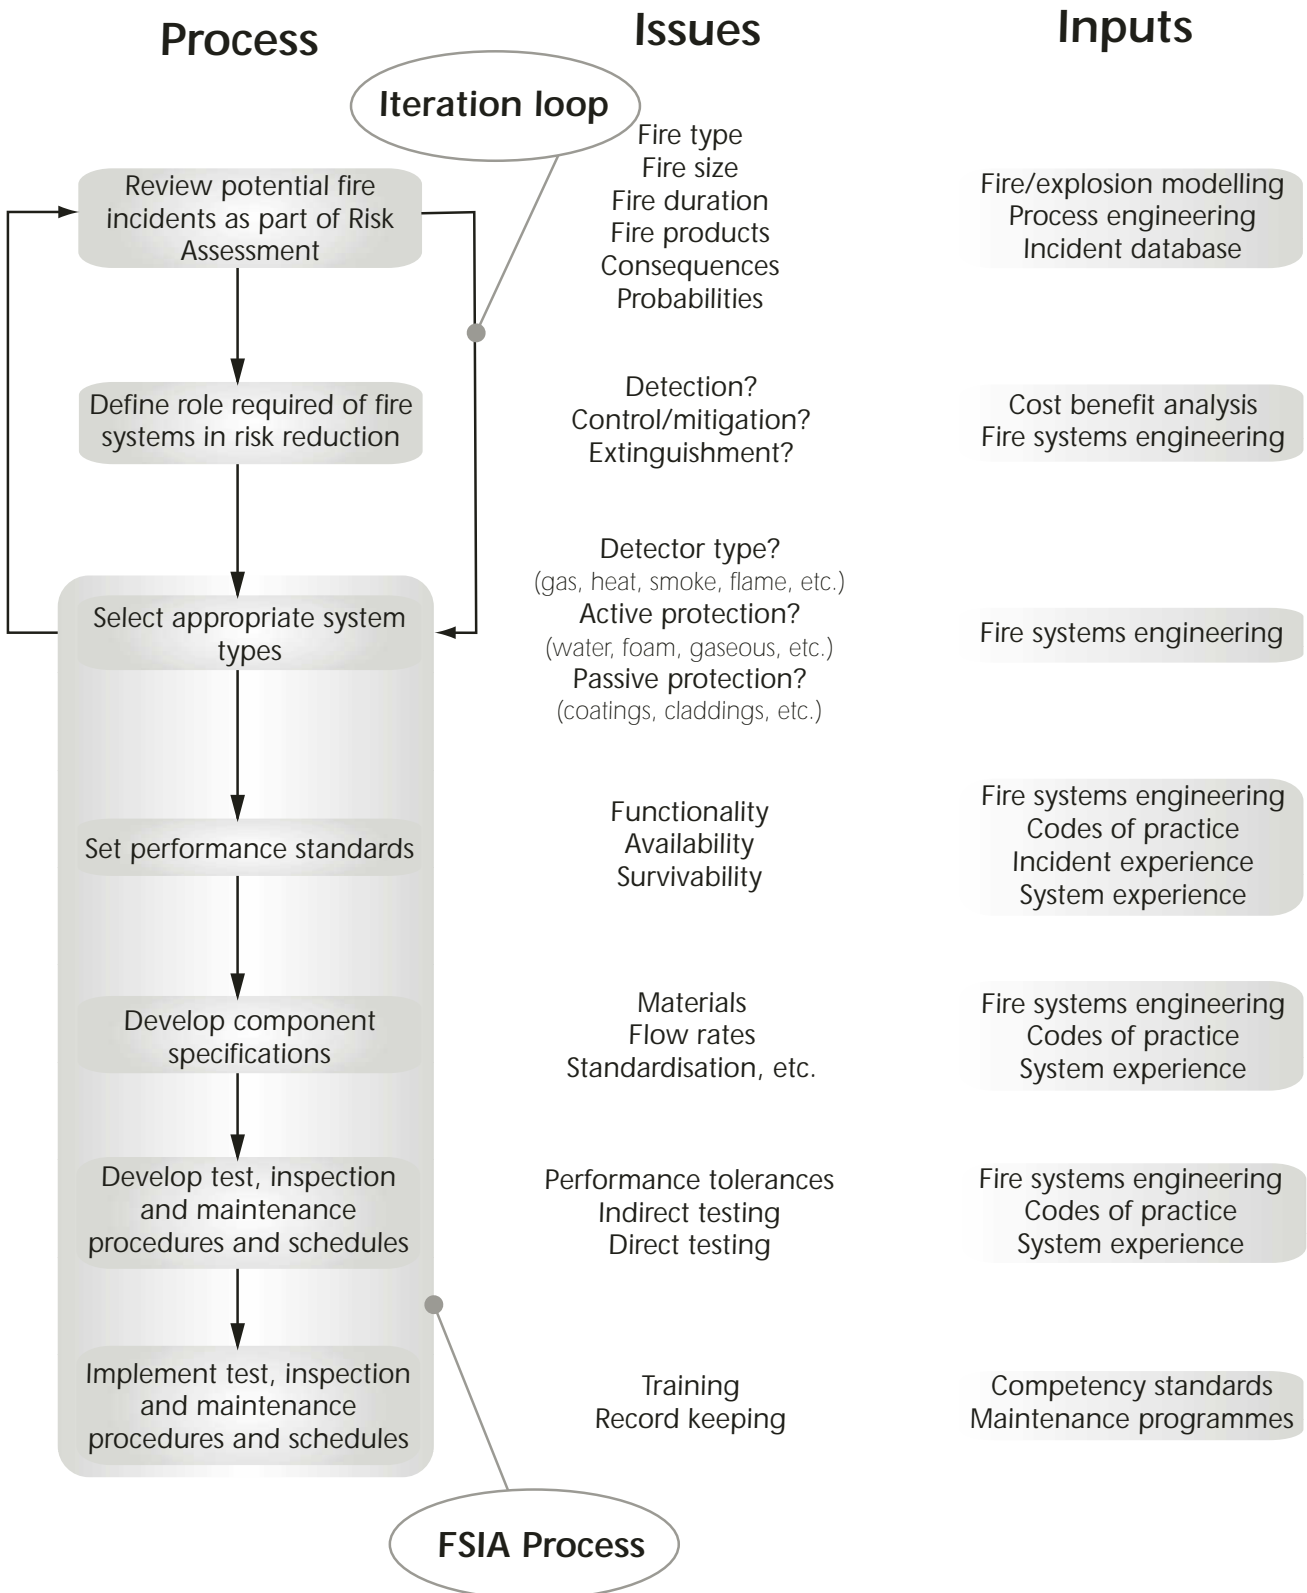 Process
Issues
Inputs
Iteration loop
Review potential fire
incidents as part of Risk
Assessment
Fire type
Fire size
Fire duration
Fire products
Consequences
Probabilities
Fire/explosion modelling
Process engineering
Incident database
Define role required of fire
systems in risk reduction
Detection?
Control/mitigation?
Extinguishment?
Cost benefit analysis
Fire systems engineering
Select appropriate system
types
Detector type?
(gas, heat, smoke, flame, etc.)
Active protection?
(water, foam, gaseous, etc.)
Passive protection?
(coatings, claddings, etc.)
Fire systems engineering
Set performance standards
Functionality
Availability
Survivability
Fire systems engineering
Codes of practice
Incident experience
System experience
Develop component
specifications
Materials
Flow rates
Standardisation, etc.
Fire systems engineering
Codes of practice
System experience
Develop test, inspection
and maintenance
procedures and schedules
Performance tolerances
Indirect testing
Direct testing
Fire systems engineering
Codes of practice
System experience
Implement test, inspection
and maintenance
procedures and schedules
Training
Record keeping
Competency standards
Maintenance programmes
FSIA Process